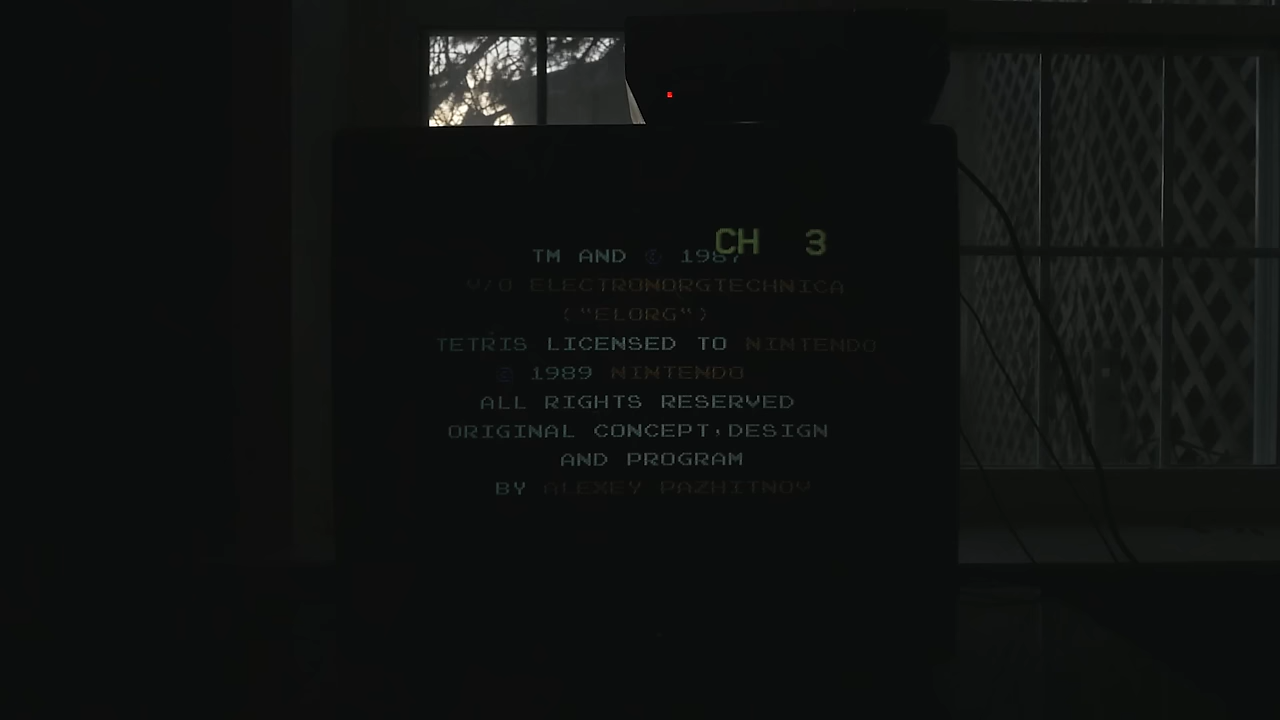 CH 3
TM AND © 1987
V/O ELECTRONORGTECHNICA
("ELORG")
TETRIS LICENSED TO NINTENDO
© 1989 NINTENDO
ALL RIGHTS RESERVED
ORIGINAL CONCEPT,DESIGN
AND PROGRAM
BY ALEXEY PAZHITNOV